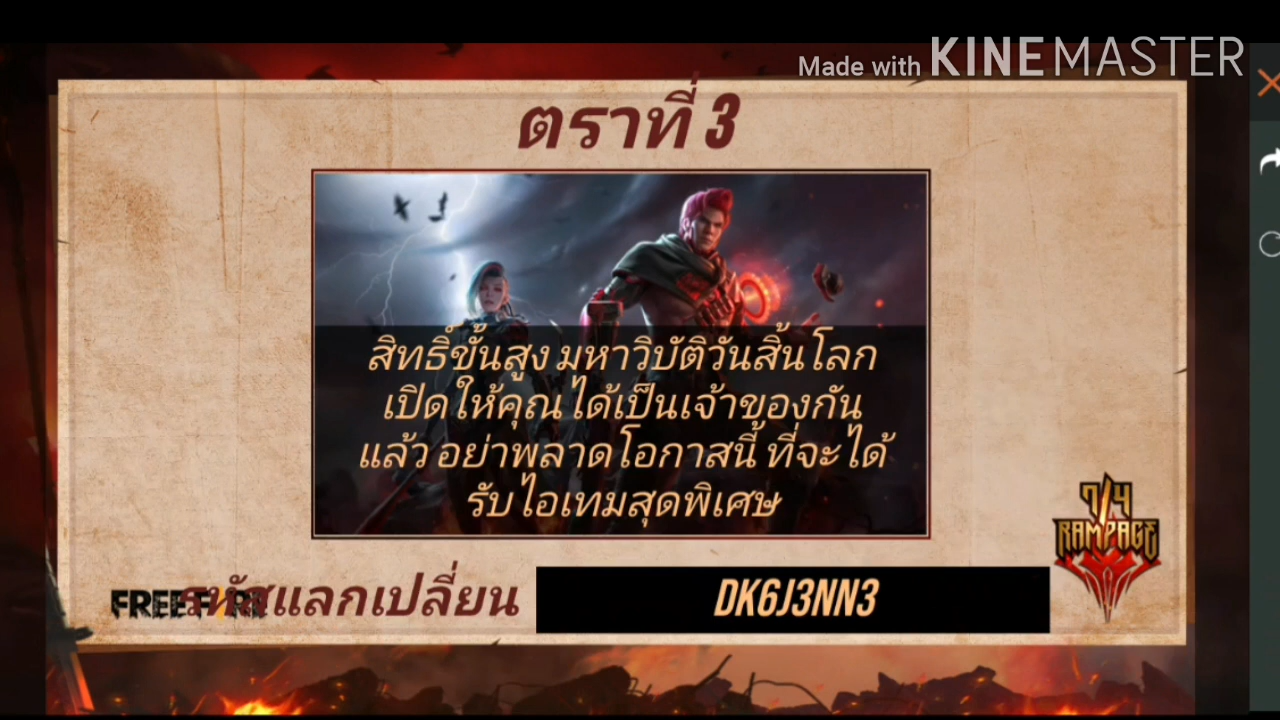 Made with KINEMASTER
ตราที่ 3
สิทธิ์ขั้นสูง มหาวิบัติวันสิ้นโลก
เปิดให้คุณได้เป็นเจ้าของกัน
แล้ว อย่าพลาดโอกาสนี้ ที่จะได้
รับไอเทมสุดพิเศษ
7/4
RAMPAGE
FREE FIRE
รหัสแลกเปลี่ยน
DK6J3NN3